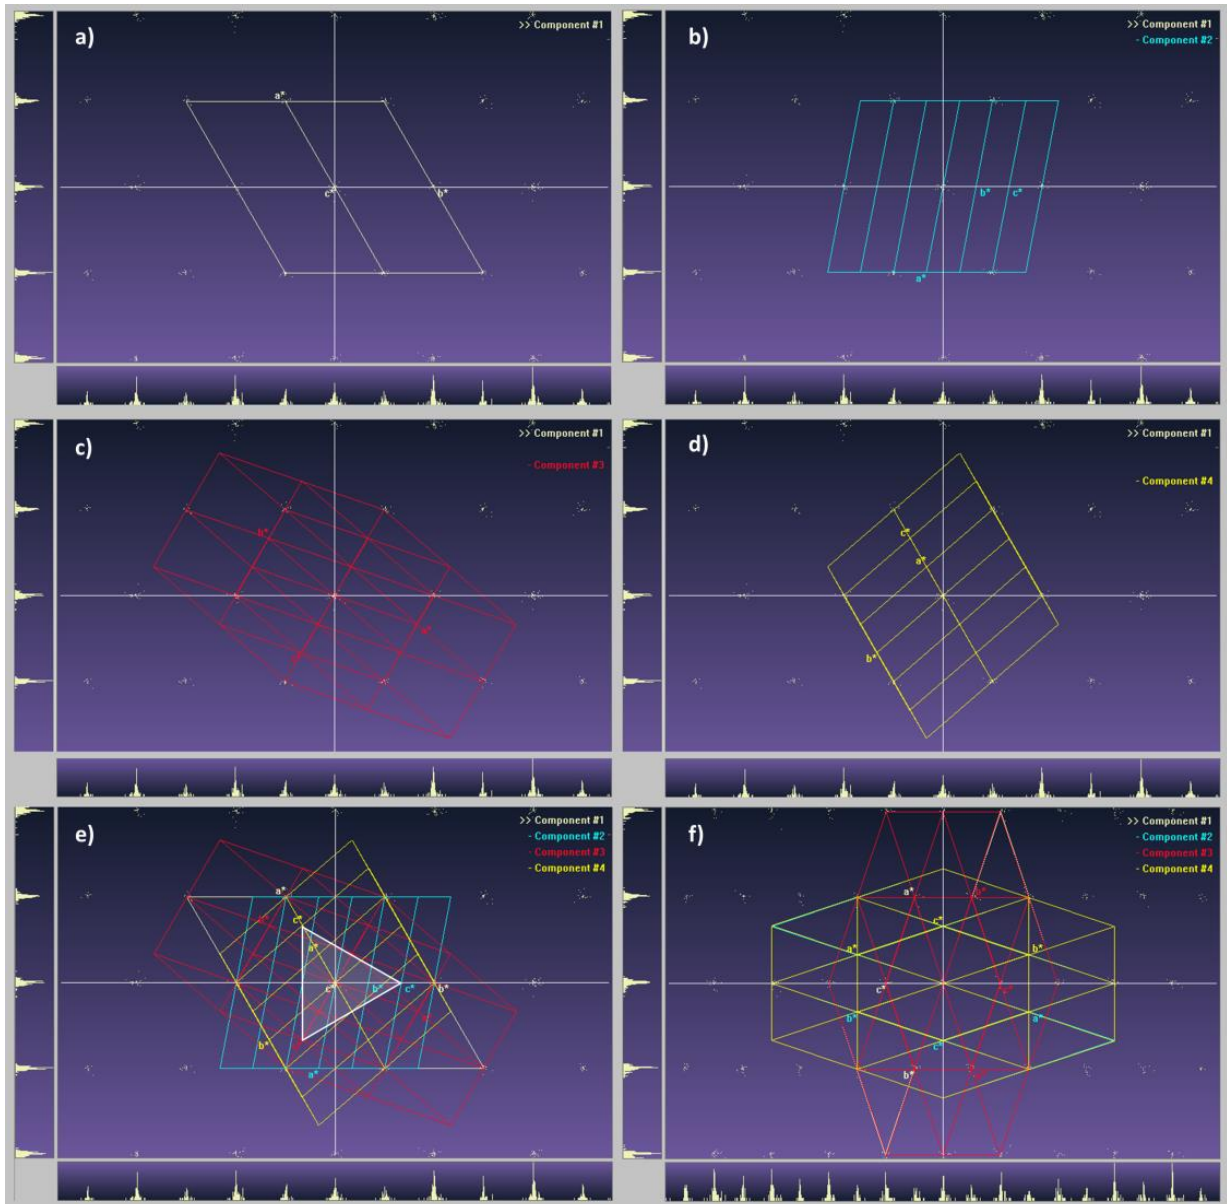 a)
>> Component #1
a*
c*
b*
b)
>> Component #1
- Component #2
b*
c*
a*
c)
>> Component #1
- Component #3
b*
d)
>> Component #1
- Component #4
c*
a*
b*
e)
>> Component #1
- Component #2
- Component #3
- Component #4
a*
c*
a*
c*
b*
c*
b*
b*
a*
f)
>> Component #1
- Component #2
- Component #3
- Component #4
a*
c*
a*
b*
c*
b*
a*
c*
b*